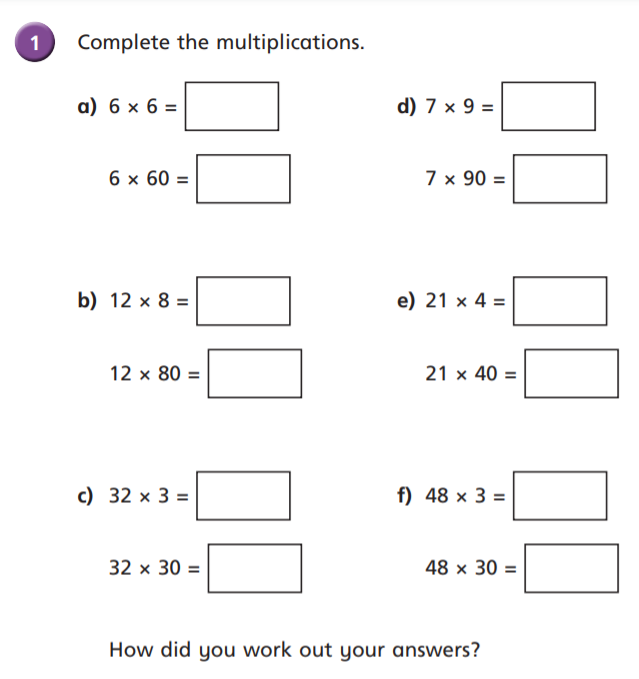 1 Complete the multiplications.
a) 6 × 6 =
6 × 60 =
b) 12 × 8 =
12 × 80 =
c) 32 × 3 =
32 × 30 =
d) 7 × 9 =
7 × 90 =
e) 21 × 4 =
21 × 40 =
f) 48 × 3 =
48 × 30 =
How did you work out your answers?